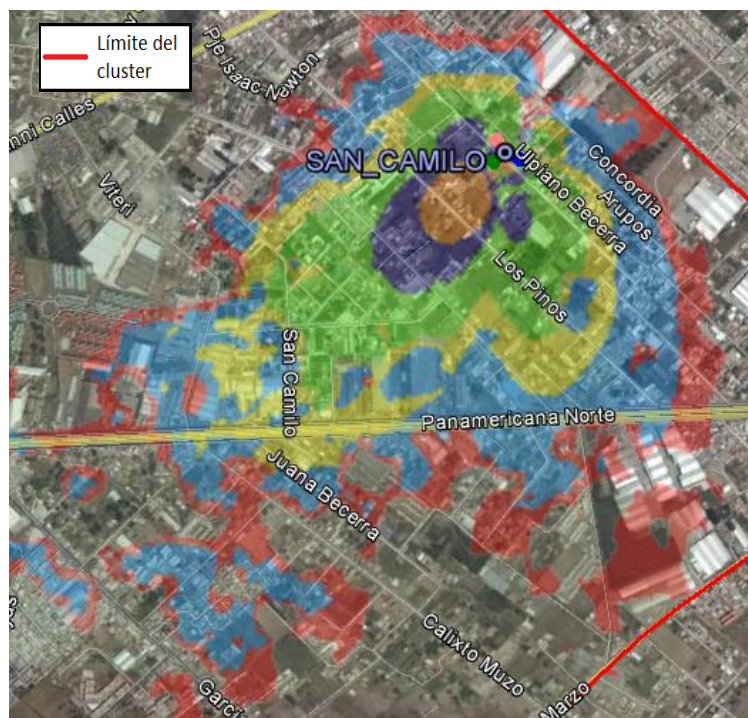 Límite del
cluster
Pje Isaac Newton
nni Calles
Viteri
SAN_CAMILO
Ulpiano Becerra
Concordia
Arupos
Los Pinos
San Camilo
Panamericana Norte
Juana Becerra
Calixto Muzo
Garci
Marzo